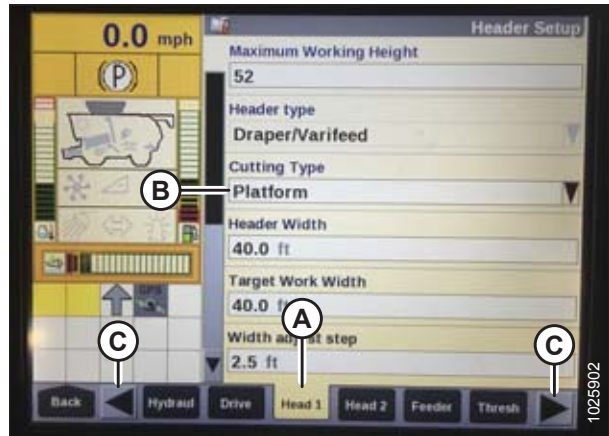 0.0 mph
(P)
Header Setup
Maximum Working Height
52
Header type
Draper/Varifeed
Cutting Type
B
Platform
Header Width
40.0 ft
Target Work Width
40.0 ft
A
Width adjust step
2.5 ft
GPS
C
C
Back
Hydraul
Drive
Head 1
Head 2
Feeder
Thresh
1025902